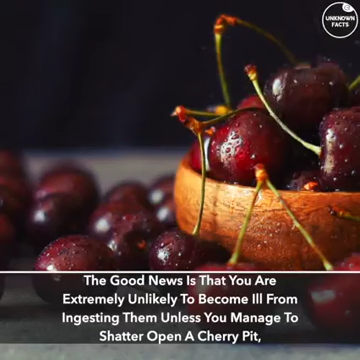 UNKNOWN
FACTS
The Good News Is That You Are
Extremely Unlikely To Become Ill From
Ingesting Them Unless You Manage To
Shatter Open A Cherry Pit,